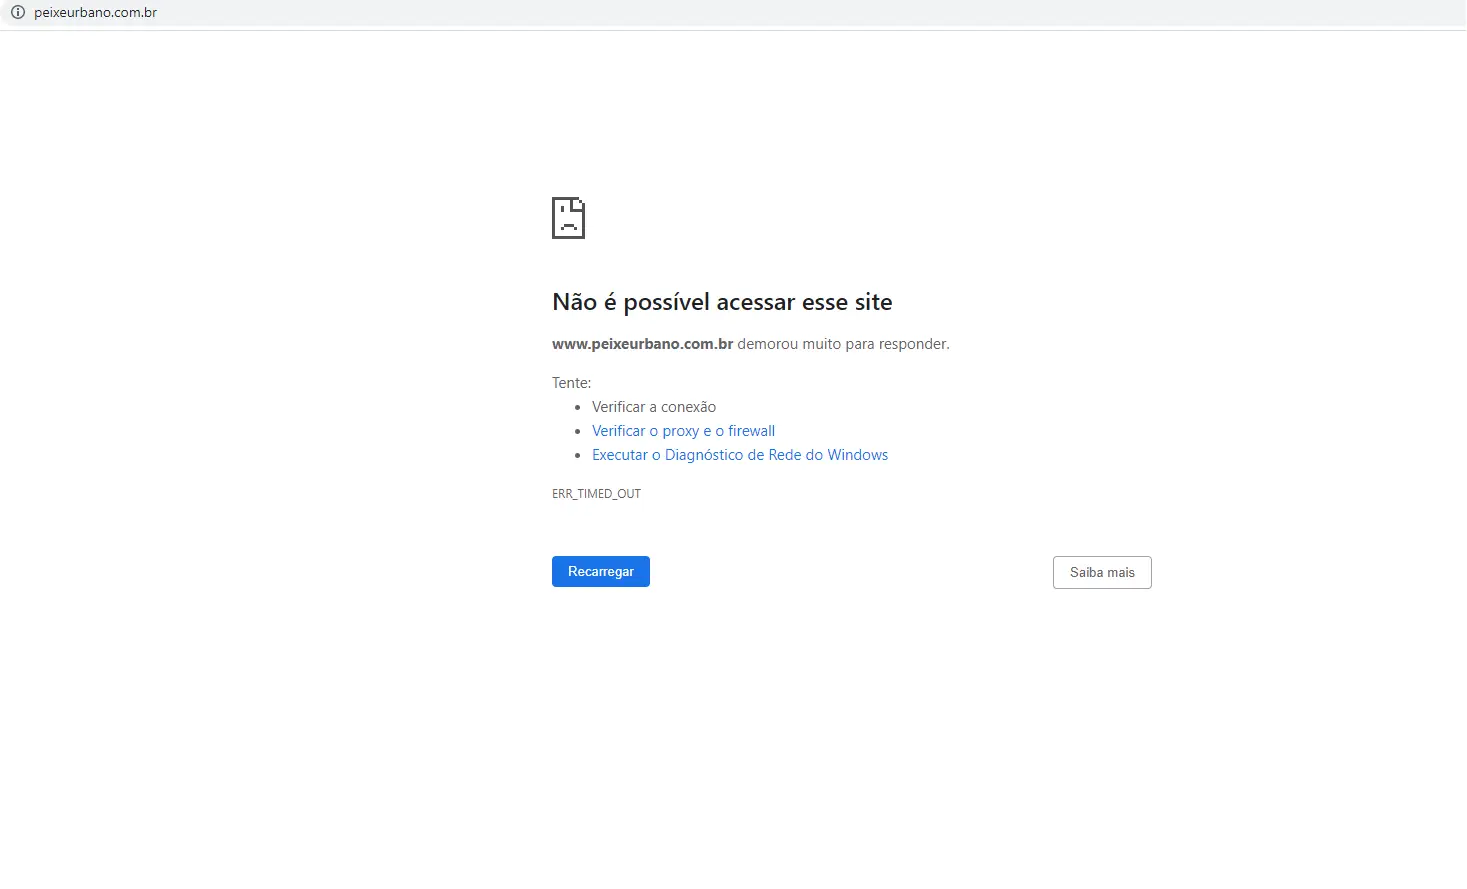 peixeurbano.com.br
Não é possível acessar esse site
www.peixeurbano.com.br demorou muito para responder.
Tente:
• Verificar a conexão
• Verificar o proxy e o firewall
• Executar o Diagnóstico de Rede do Windows
ERR_TIMED_OUT
Recarregar
Saiba mais